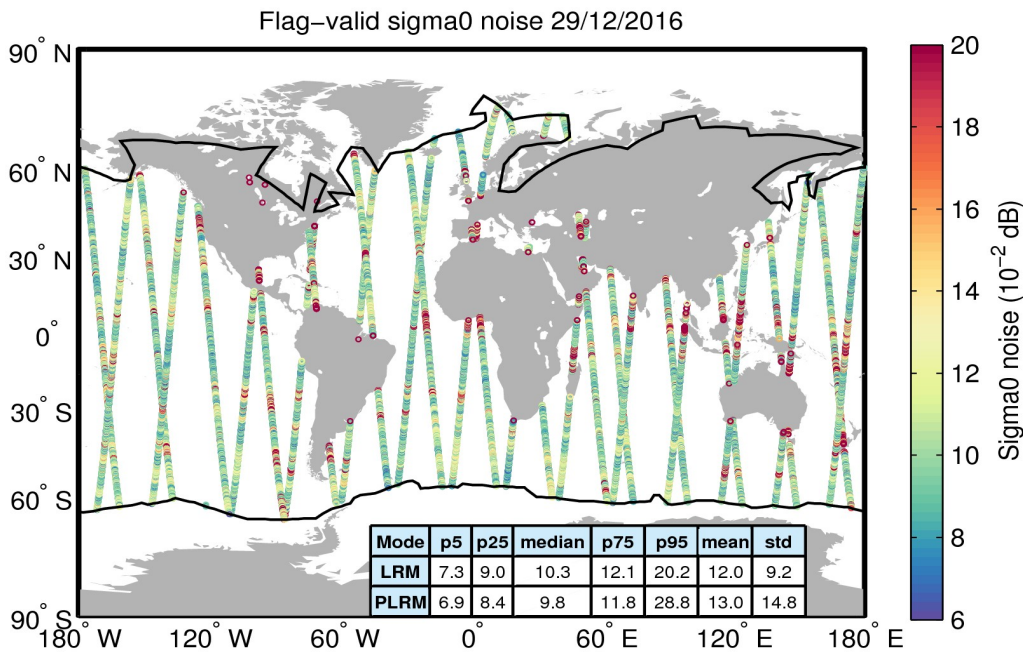 Flag−valid sigma0 noise 29/12/2016
90° N
60° N
30° N
0°
30° S
60° S
90° S
180° W
120° W
60° W
0°
60° E
120° E
180° E
Mode p5 p25 median p75 p95 mean std
LRM 7.3 9.0 10.3 12.1 20.2 12.0 9.2
PLRM 6.9 8.4 9.8 11.8 28.8 13.0 14.8
20
18
16
14
12
10
8
6
Sigma0 noise (10⁻² dB)